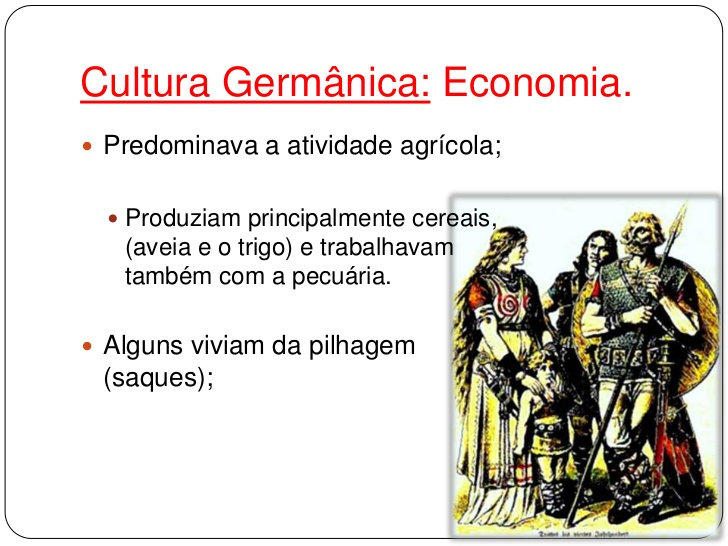 Cultura Germânica: Economia.
• Predominava a atividade agrícola;
• Produziam principalmente cereais,
(aveia e o trigo) e trabalhavam
também com a pecuária.
• Alguns viviam da pilhagem
(saques);